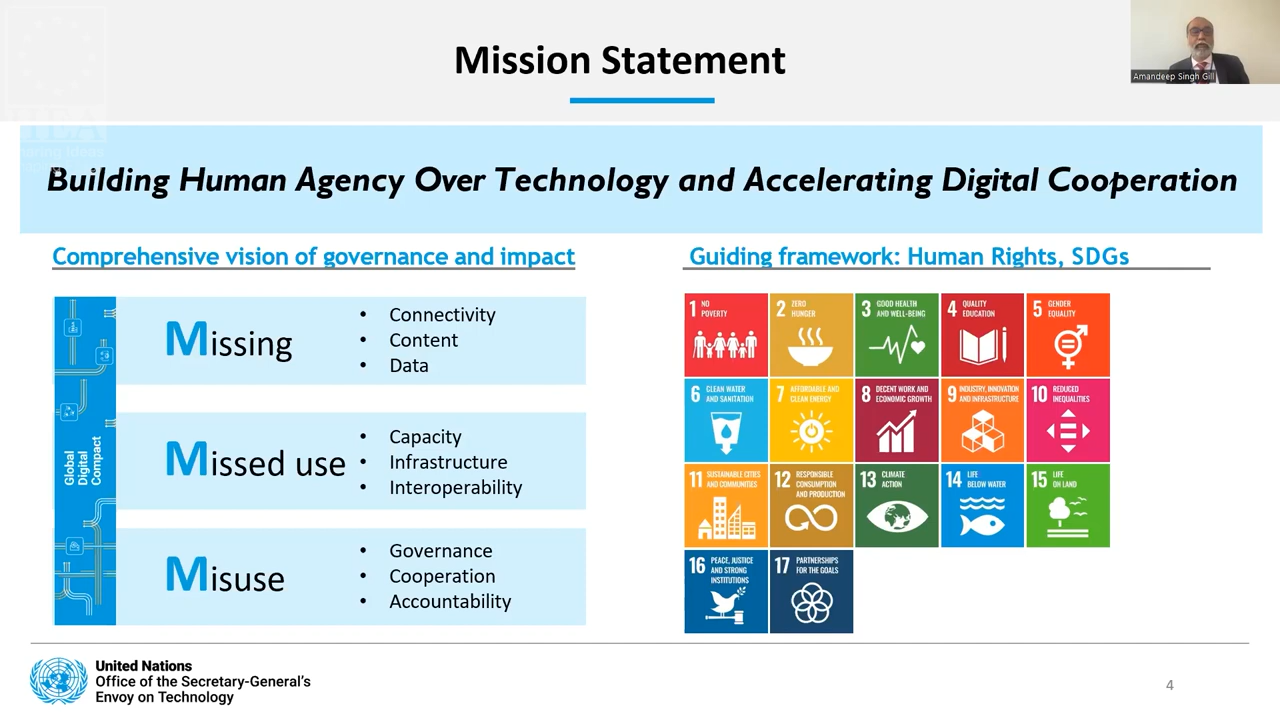 Mission Statement
Amandeep Singh Gill
IIEA
Sharing Ideas
Building Human Agency Over Technology and Accelerating Digital Cooperation
Comprehensive vision of governance and impact
Global
Digital
Compact
Missing
• Connectivity
• Content
• Data
Missed use
• Capacity
• Infrastructure
• Interoperability
Misuse
• Governance
• Cooperation
• Accountability
Guiding framework: Human Rights, SDGs
1 NO
POVERTY
2 ZERO
HUNGER
3 GOOD HEALTH
AND WELL-BEING
4 QUALITY
EDUCATION
5 GENDER
EQUALITY
6 CLEAN WATER
AND SANITATION
7 AFFORDABLE AND
CLEAN ENERGY
8 DECENT WORK AND
ECONOMIC GROWTH
9 INDUSTRY, INNOVATION
AND INFRASTRUCTURE
10 REDUCED
INEQUALITIES
11 SUSTAINABLE CITIES
AND COMMUNITIES
12 RESPONSIBLE
CONSUMPTION
AND PRODUCTION
13 CLIMATE
ACTION
14 LIFE
BELOW WATER
15 LIFE
ON LAND
16 PEACE, JUSTICE
AND STRONG
INSTITUTIONS
17 PARTNERSHIPS
FOR THE GOALS
United Nations
Office of the Secretary-General's
Envoy on Technology
4